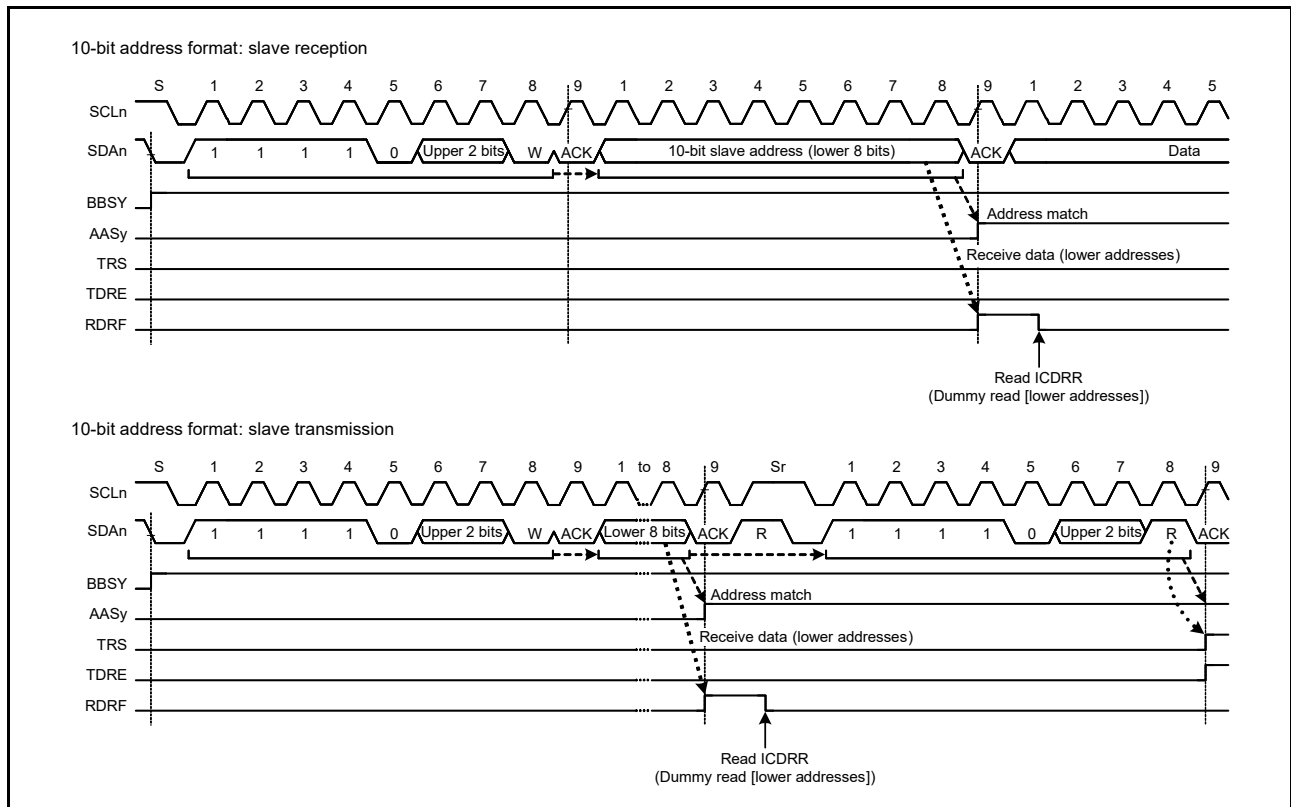 10-bit address format: slave reception
S 1 2 3 4 5 6 7 8 9 1 2 3 4 5 6 7 8 9 1 2 3 4 5
SCLn
SDAn 1 1 1 1 0 Upper 2 bits W ACK 10-bit slave address (lower 8 bits) ACK Data
BBSY
Address match
AASy
TRS
Receive data (lower addresses)
TDRE
RDRF
Read ICDRR
(Dummy read [lower addresses])
10-bit address format: slave transmission
S 1 2 3 4 5 6 7 8 9 1 to 8 9 Sr 1 2 3 4 5 6 7 8 9
SCLn
SDAn 1 1 1 1 0 Upper 2 bits W ACK Lower 8 bits ACK R 1 1 1 1 0 Upper 2 bits R ACK
BBSY
Address match
AASy
TRS
Receive data (lower addresses)
TDRE
RDRF
Read ICDRR
(Dummy read [lower addresses])